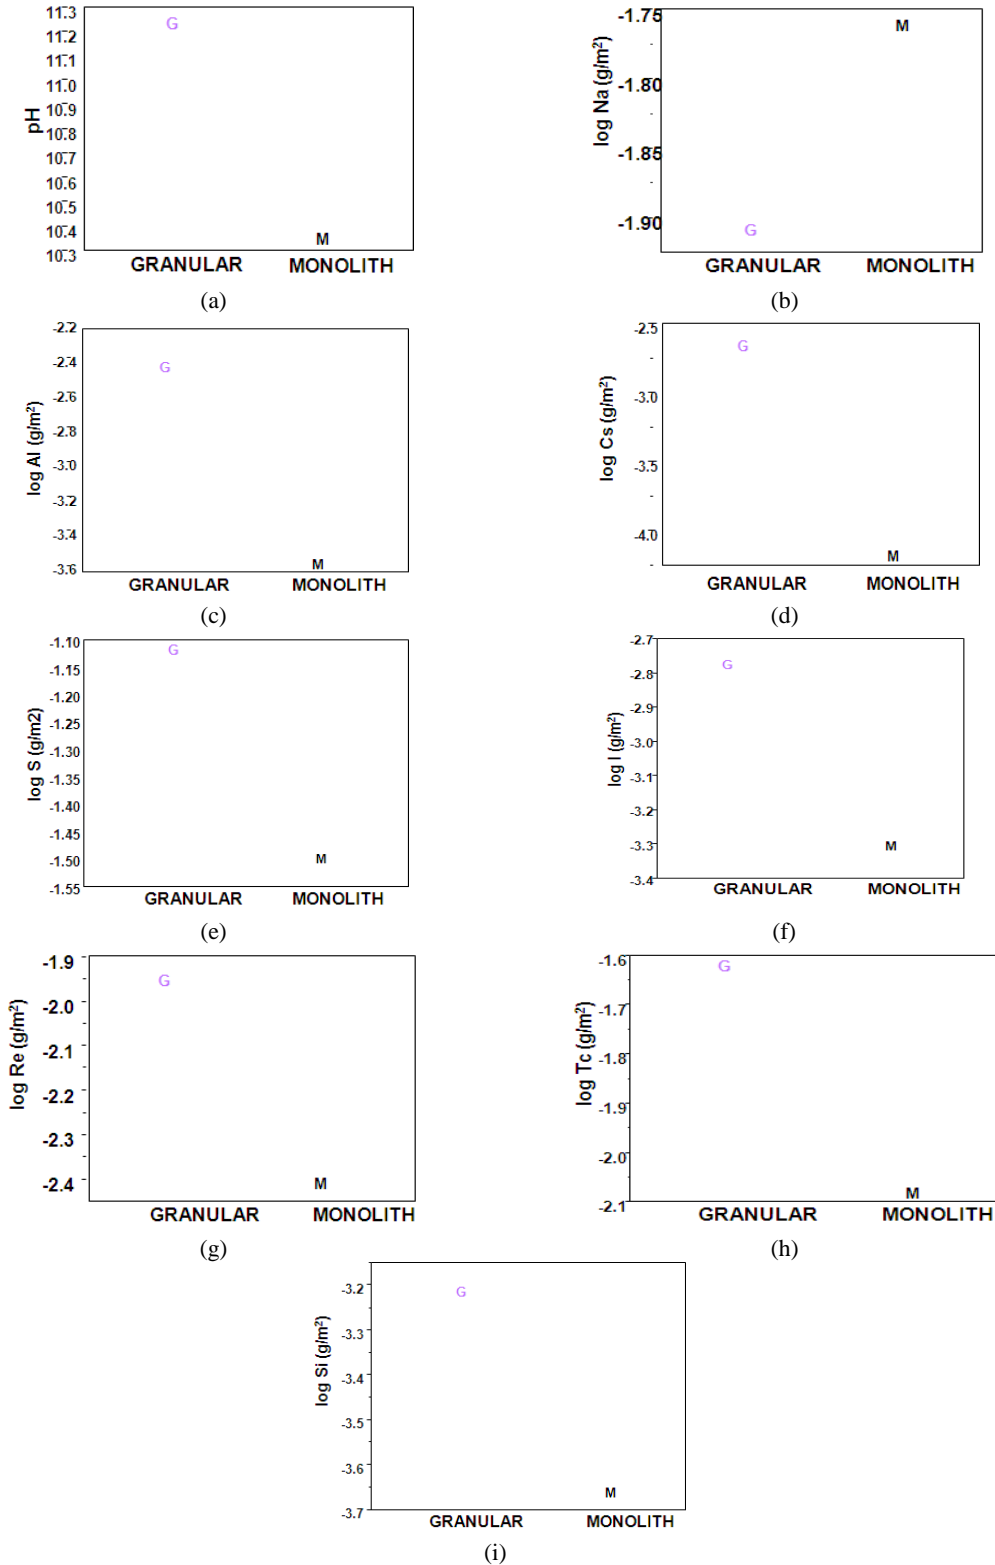 pH
11.3
11.2
11.1
11.0
10.9
10.8
10.7
10.6
10.5
10.4
10.3
G
M
GRANULAR MONOLITH
(a)
log Na (g/m²)
-1.75
-1.80
-1.85
-1.90
M
G
GRANULAR MONOLITH
(b)
log Al (g/m²)
-2.2
-2.4
-2.6
-2.8
-3.0
-3.2
-3.4
-3.6
G
M
GRANULAR MONOLITH
(c)
log Cs (g/m²)
-2.5
-3.0
-3.5
-4.0
G
M
GRANULAR MONOLITH
(d)
log S (g/m2)
-1.10
-1.15
-1.20
-1.25
-1.30
-1.35
-1.40
-1.45
-1.50
-1.55
G
M
GRANULAR MONOLITH
(e)
log I (g/m²)
-2.7
-2.8
-2.9
-3.0
-3.1
-3.2
-3.3
-3.4
G
M
GRANULAR MONOLITH
(f)
log Re (g/m²)
-1.9
-2.0
-2.1
-2.2
-2.3
-2.4
G
M
GRANULAR MONOLITH
(g)
log Tc (g/m²)
-1.6
-1.7
-1.8
-1.9
-2.0
-2.1
G
M
GRANULAR MONOLITH
(h)
log Si (g/m²)
-3.2
-3.3
-3.4
-3.5
-3.6
-3.7
G
M
GRANULAR MONOLITH
(i)